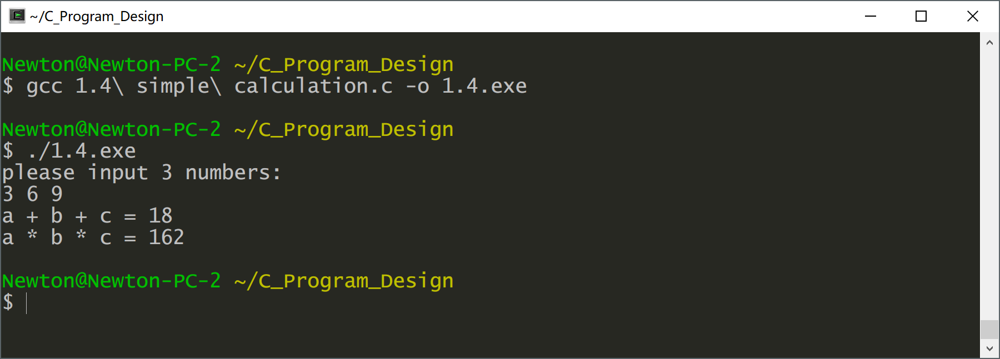 ~/C_Program_Design
Newton@Newton-PC-2 ~/C_Program_Design
$ gcc 1.4\ simple\ calculation.c -o 1.4.exe
Newton@Newton-PC-2 ~/C_Program_Design
$ ./1.4.exe
please input 3 numbers:
3 6 9
a + b + c = 18
a * b * c = 162
Newton@Newton-PC-2 ~/C_Program_Design
$